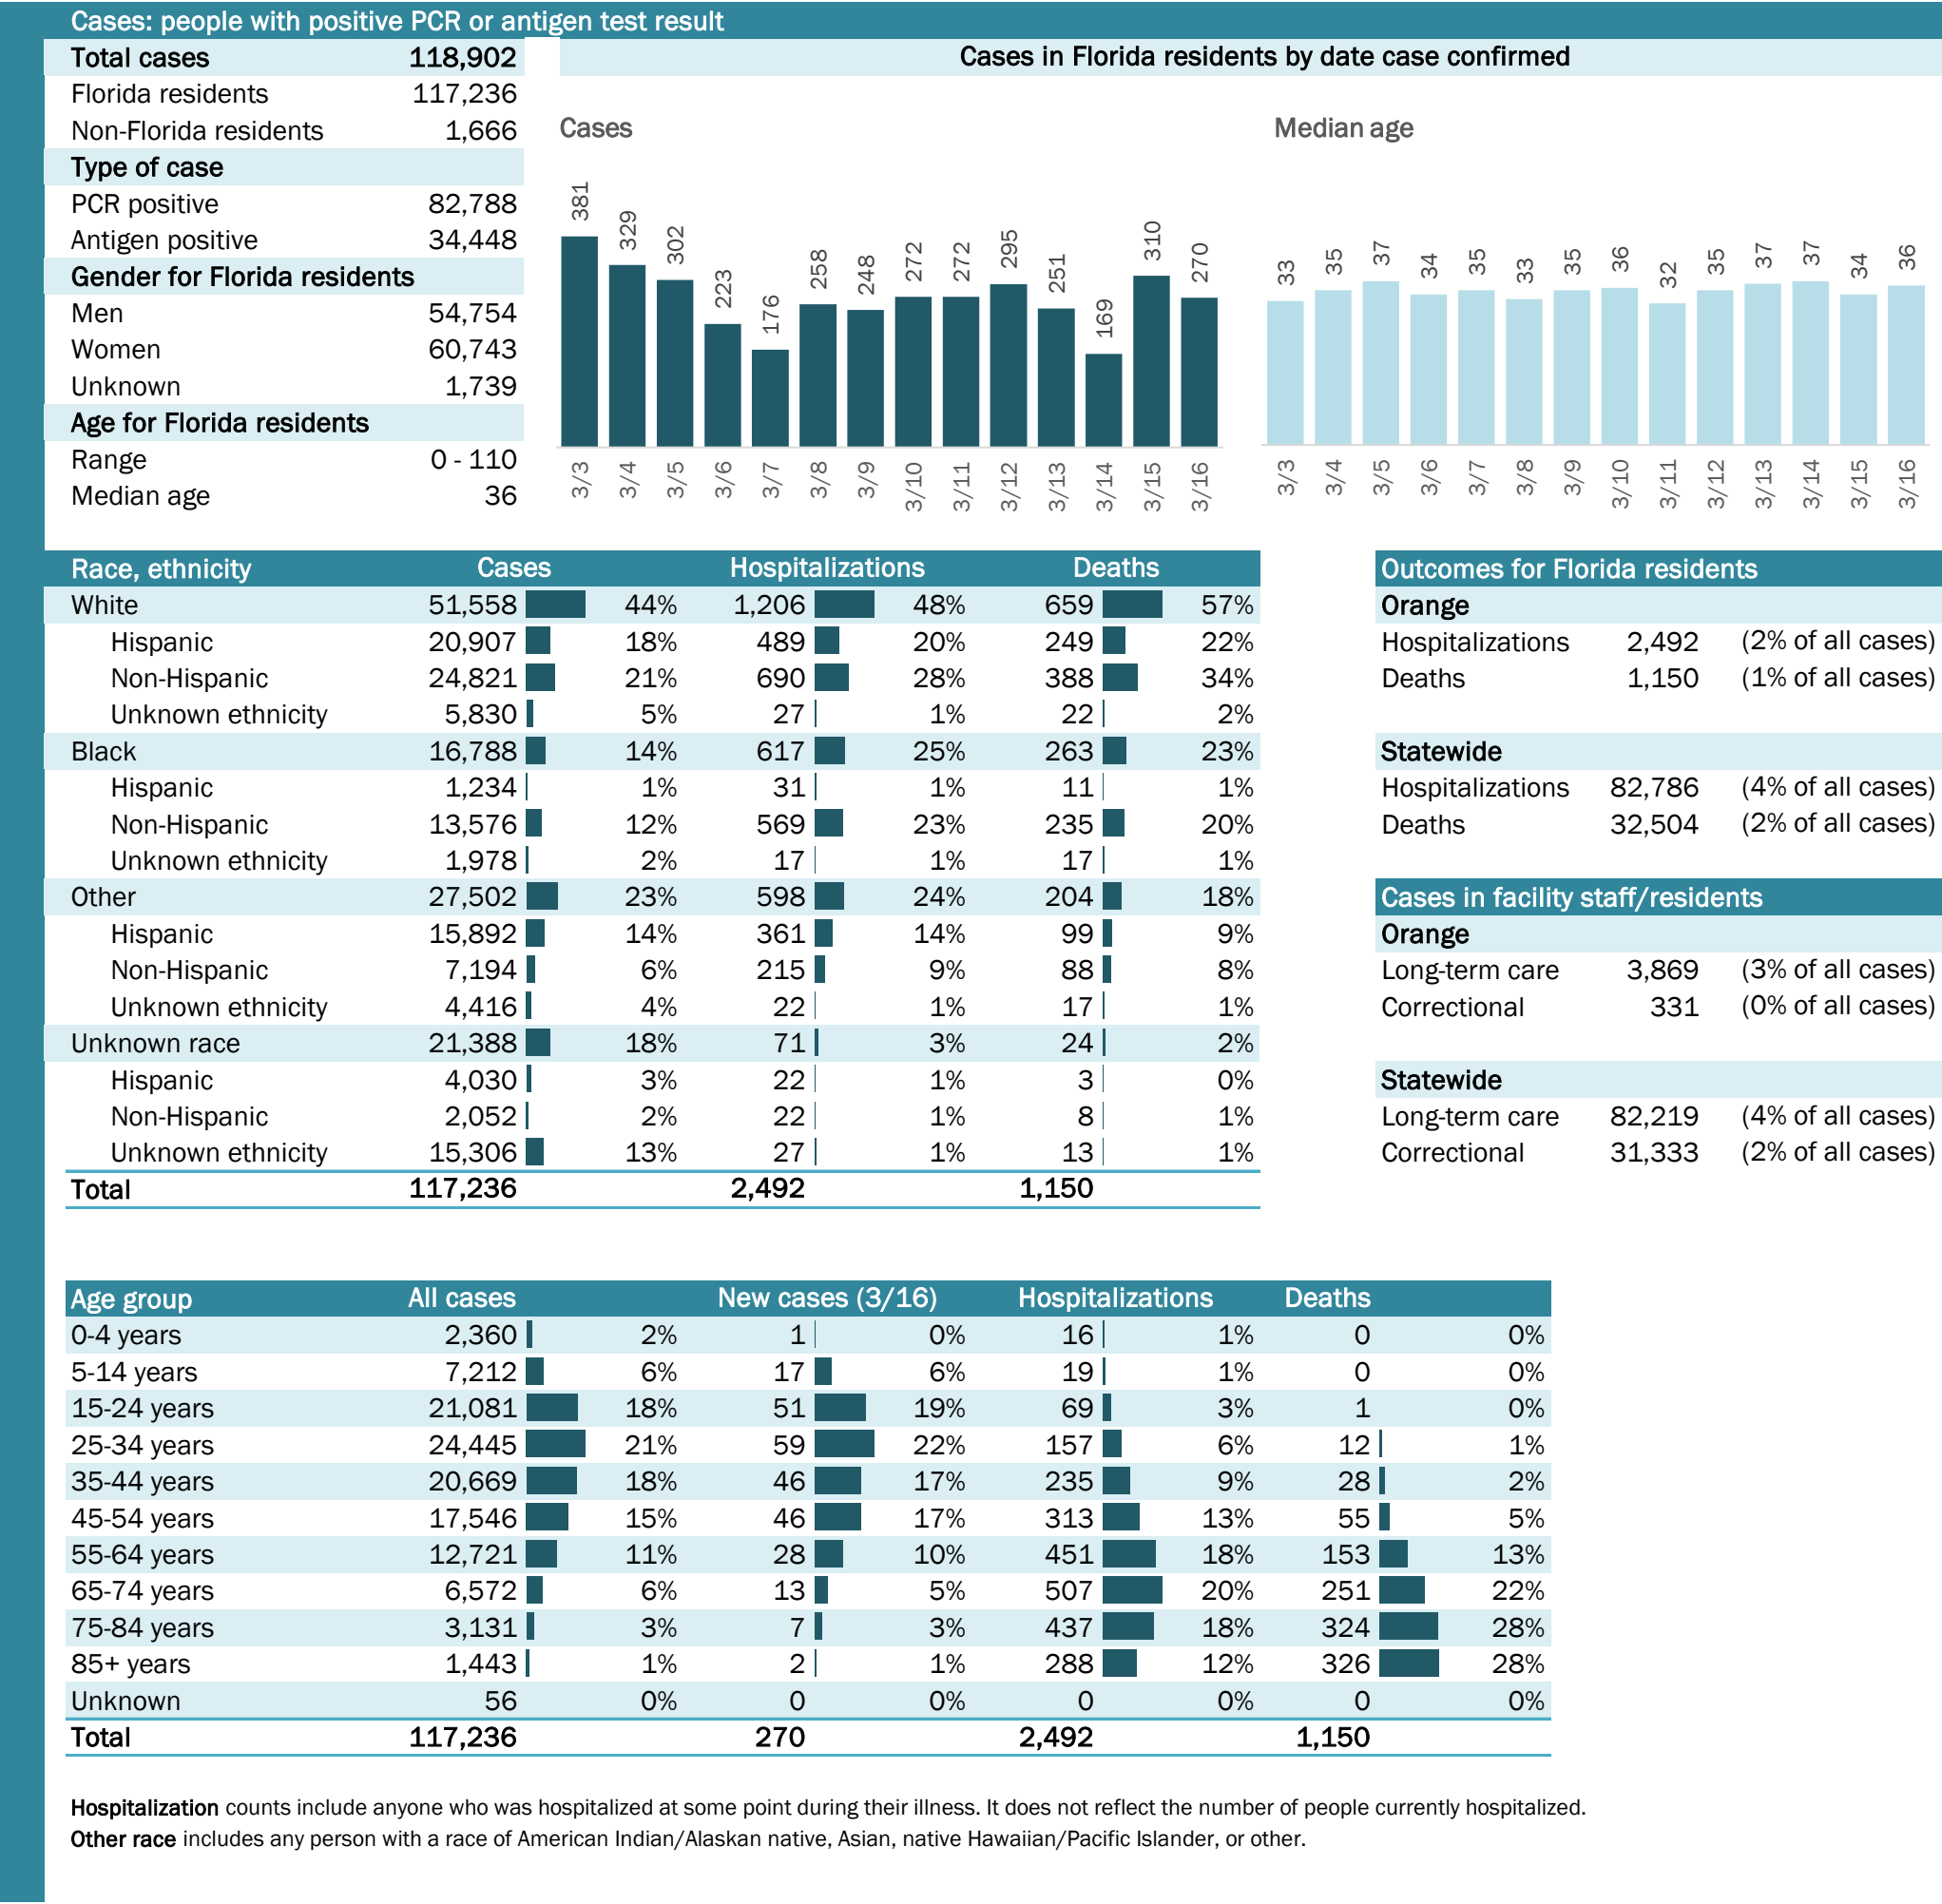 Cases: people with positive PCR or antigen test result
Total cases 118,902
Florida residents 117,236
Non-Florida residents 1,666
Type of case
PCR positive 82,788
Antigen positive 34,448
Gender for Florida residents
Men 54,754
Women 60,743
Unknown 1,739
Age for Florida residents
Range 0 - 110
Median age 36
Cases in Florida residents by date case confirmed
Cases
381 329 302 223 176 258 248 272 272 295 251 169 310 270
3/3 3/4 3/5 3/6 3/7 3/8 3/9 3/10 3/11 3/12 3/13 3/14 3/15 3/16
Median age
33 35 37 34 35 33 35 36 32 35 37 37 34 36
3/3 3/4 3/5 3/6 3/7 3/8 3/9 3/10 3/11 3/12 3/13 3/14 3/15 3/16
Race, ethnicity Cases Hospitalizations Deaths
White 51,558 44% 1,206 48% 659 57%
Hispanic 20,907 18% 489 20% 249 22%
Non-Hispanic 24,821 21% 690 28% 388 34%
Unknown ethnicity 5,830 5% 27 1% 22 2%
Black 16,788 14% 617 25% 263 23%
Hispanic 1,234 1% 31 1% 11 1%
Non-Hispanic 13,576 12% 569 23% 235 20%
Unknown ethnicity 1,978 2% 17 1% 17 1%
Other 27,502 23% 598 24% 204 18%
Hispanic 15,892 14% 361 14% 99 9%
Non-Hispanic 7,194 6% 215 9% 88 8%
Unknown ethnicity 4,416 4% 22 1% 17 1%
Unknown race 21,388 18% 71 3% 24 2%
Hispanic 4,030 3% 22 1% 3 0%
Non-Hispanic 2,052 2% 22 1% 8 1%
Unknown ethnicity 15,306 13% 27 1% 13 1%
Total 117,236 2,492 1,150
Outcomes for Florida residents
Orange
Hospitalizations 2,492 (2% of all cases)
Deaths 1,150 (1% of all cases)
Statewide
Hospitalizations 82,786 (4% of all cases)
Deaths 32,504 (2% of all cases)
Cases in facility staff/residents
Orange
Long-term care 3,869 (3% of all cases)
Correctional 331 (0% of all cases)
Statewide
Long-term care 82,219 (4% of all cases)
Correctional 31,333 (2% of all cases)
Age group All cases New cases (3/16) Hospitalizations Deaths
0-4 years 2,360 2% 1 0% 16 1% 0 0%
5-14 years 7,212 6% 17 6% 19 1% 0 0%
15-24 years 21,081 18% 51 19% 69 3% 1 0%
25-34 years 24,445 21% 59 22% 157 6% 12 1%
35-44 years 20,669 18% 46 17% 235 9% 28 2%
45-54 years 17,546 15% 46 17% 313 13% 55 5%
55-64 years 12,721 11% 28 10% 451 18% 153 13%
65-74 years 6,572 6% 13 5% 507 20% 251 22%
75-84 years 3,131 3% 7 3% 437 18% 324 28%
85+ years 1,443 1% 2 1% 288 12% 326 28%
Unknown 56 0% 0 0% 0 0% 0 0%
Total 117,236 270 2,492 1,150
Hospitalization counts include anyone who was hospitalized at some point during their illness. It does not reflect the number of people currently hospitalized.
Other race includes any person with a race of American Indian/Alaskan native, Asian, native Hawaiian/Pacific Islander, or other.